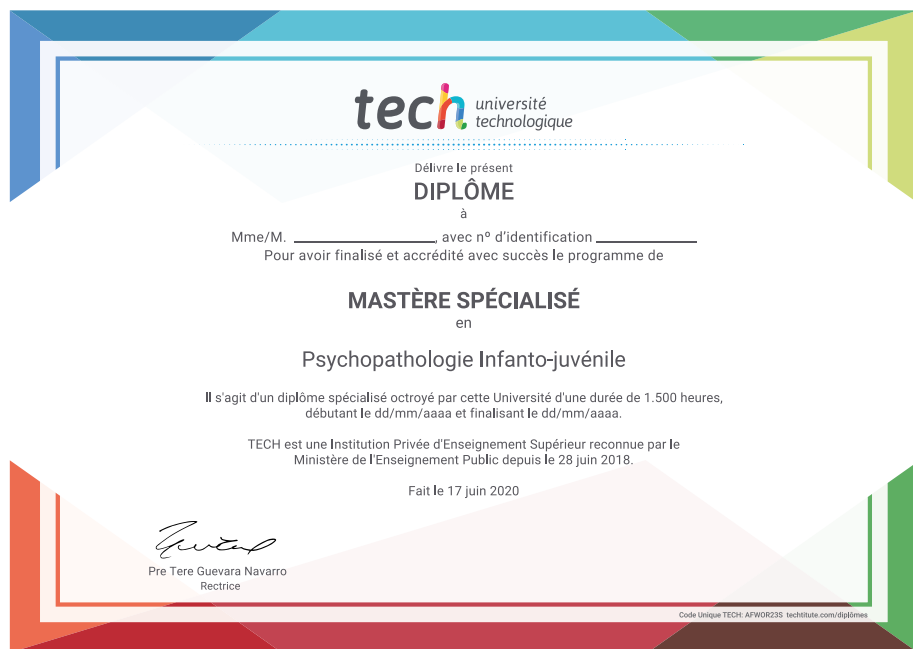 tech université
technologique
Délivre le présent
DIPLÔME
à
Mme/M. ____________, avec nº d'identification ____________
Pour avoir finalisé et accrédité avec succès le programme de
MASTÈRE SPÉCIALISÉ
en
Psychopathologie Infanto-juvénile
Il s'agit d'un diplôme spécialisé octroyé par cette Université d'une durée de 1.500 heures,
débutant le dd/mm/aaaa et finalisant le dd/mm/aaaa.
TECH est une Institution Privée d'Enseignement Supérieur reconnue par le
Ministère de l'Enseignement Public depuis le 28 juin 2018.
Fait le 17 juin 2020
Pre Tere Guevara Navarro
Rectrice
Code Unique TECH: AFWOR23S techtitute.com/diplômes